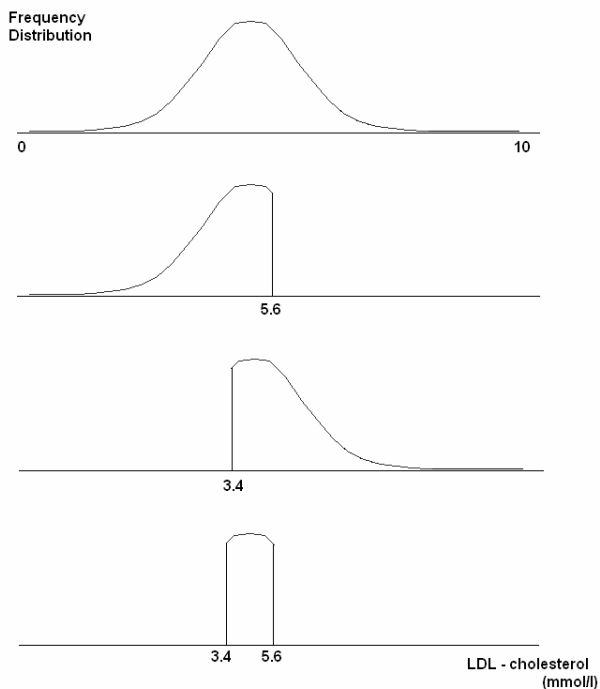 Frequency
Distribution
0 10
5.6
3.4
3.4 5.6
LDL - cholesterol
(mmol/l)